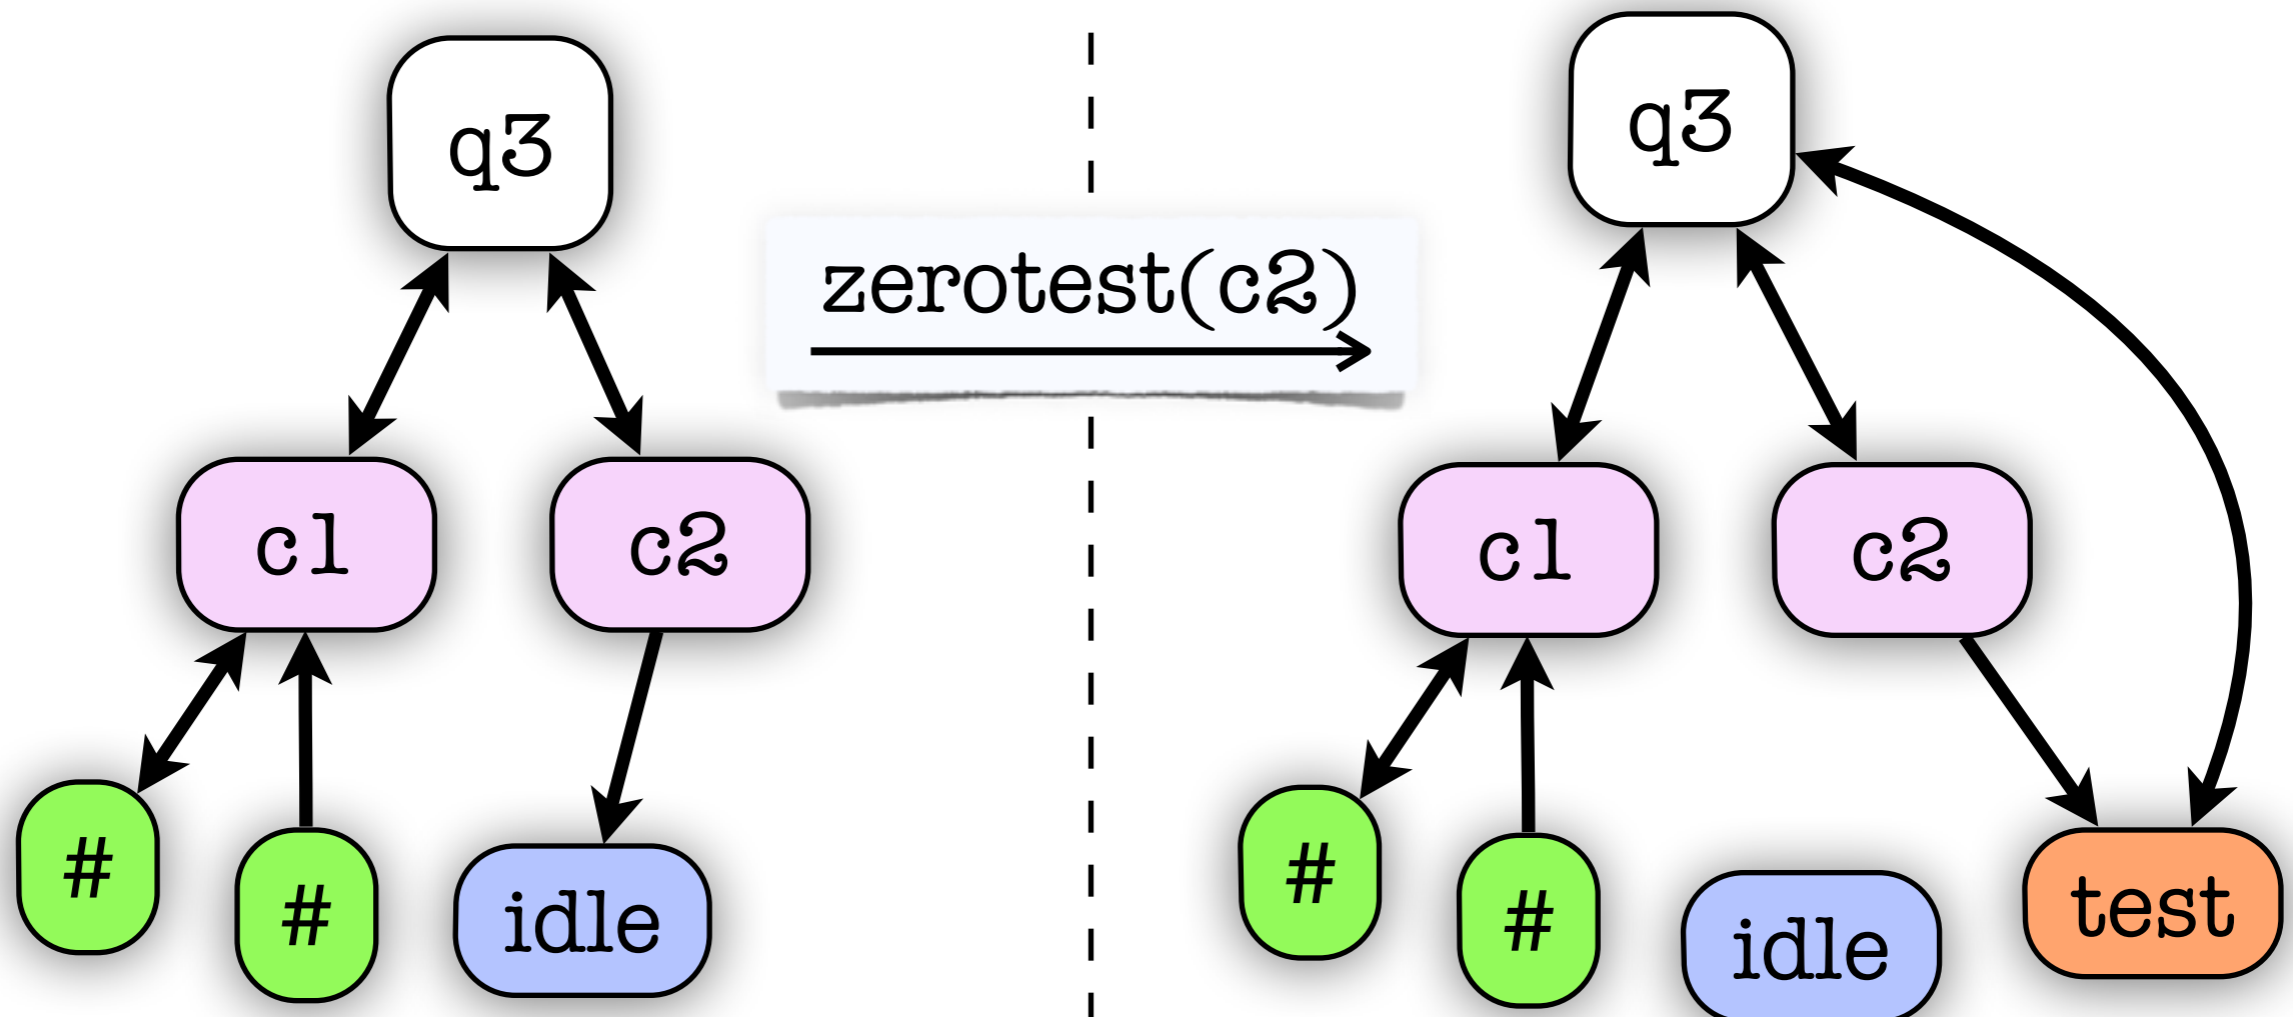 q3
c1
c2
#
#
idle
zerotest(c2)
q3
c1
c2
#
#
idle
test